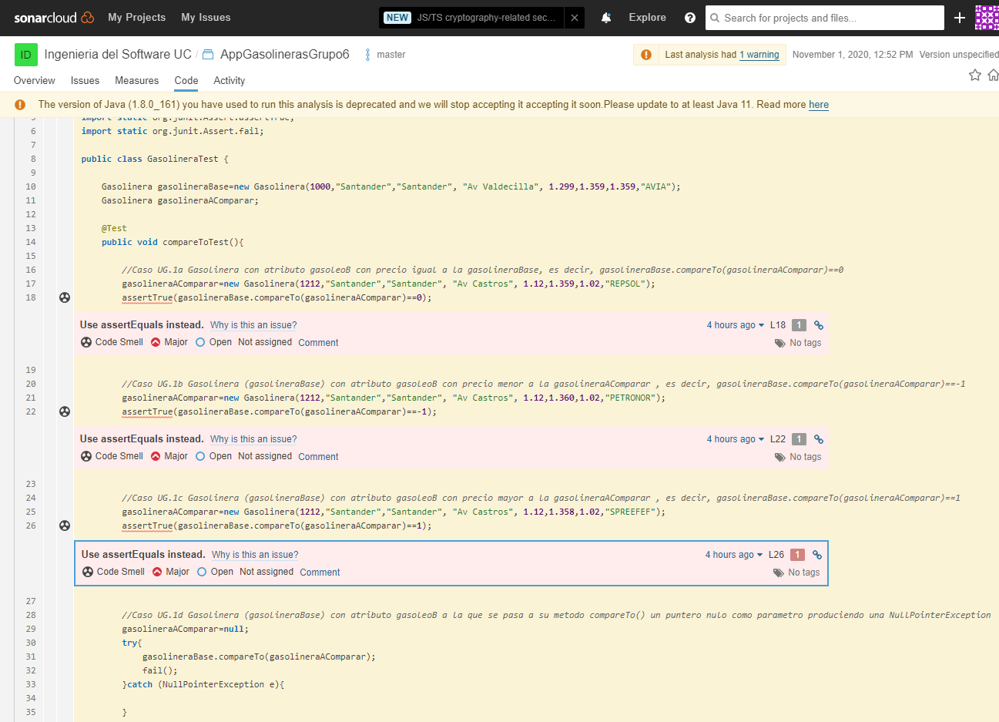 sonarcloud My Projects My Issues NEW JS/TS cryptography-related sec... Explore Search for projects and files...
ID Ingenieria del Software UC / AppGasolinerasGrupo6 master Last analysis had 1 warning November 1, 2020, 12:52 PM Version unspecified
Overview Issues Measures Code Activity
The version of Java (1.8.0_161) you have used to run this analysis is deprecated and we will stop accepting it accepting it soon.Please update to at least Java 11. Read more here
5 import static org.junit.Assert.assertTrue;
6 import static org.junit.Assert.fail;
7
8 public class GasolineraTest {
9
10 Gasolinera gasolineraBase=new Gasolinera(1000,"Santander","Santander", "Av Valdecilla", 1.299,1.359,1.359,"AVIA");
11 Gasolinera gasolineraAComparar;
12
13 @Test
14 public void compareToTest(){
15
16 //Caso UG.1a Gasolinera con atributo gasoleoB con precio igual a la gasolineraBase, es decir, gasolineraBase.compareTo(gasolineraAComparar)==0
17 gasolineraAComparar=new Gasolinera(1212,"Santander","Santander", "Av Castros", 1.12,1.359,1.02,"REPSOL");
18 assertTrue(gasolineraBase.compareTo(gasolineraAComparar)==0);
Use assertEquals instead. Why is this an issue? 4 hours ago L18 1
Code Smell Major Open Not assigned Comment No tags
19
20 //Caso UG.1b Gasolinera (gasolineraBase) con atributo gasoleoB con precio menor a la gasolineraAComparar , es decir, gasolineraBase.compareTo(gasolineraAComparar)==-1
21 gasolineraAComparar=new Gasolinera(1212,"Santander","Santander", "Av Castros", 1.12,1.360,1.02,"PETRONOR");
22 assertTrue(gasolineraBase.compareTo(gasolineraAComparar)==-1);
Use assertEquals instead. Why is this an issue? 4 hours ago L22 1
Code Smell Major Open Not assigned Comment No tags
23
24 //Caso UG.1c Gasolinera (gasolineraBase) con atributo gasoleoB con precio mayor a la gasolineraAComparar , es decir, gasolineraBase.compareTo(gasolineraAComparar)==1
25 gasolineraAComparar=new Gasolinera(1212,"Santander","Santander", "Av Castros", 1.12,1.358,1.02,"SPREEFEF");
26 assertTrue(gasolineraBase.compareTo(gasolineraAComparar)==1);
Use assertEquals instead. Why is this an issue? 4 hours ago L26 1
Code Smell Major Open Not assigned Comment No tags
27
28 //Caso UG.1d Gasolinera (gasolineraBase) con atributo gasoleoB a la que se pasa a su metodo compareTo() un puntero nulo como parametro produciendo una NullPointerException
29 gasolineraAComparar=null;
30 try{
31 gasolineraBase.compareTo(gasolineraAComparar);
32 fail();
33 }catch (NullPointerException e){
34
35 }